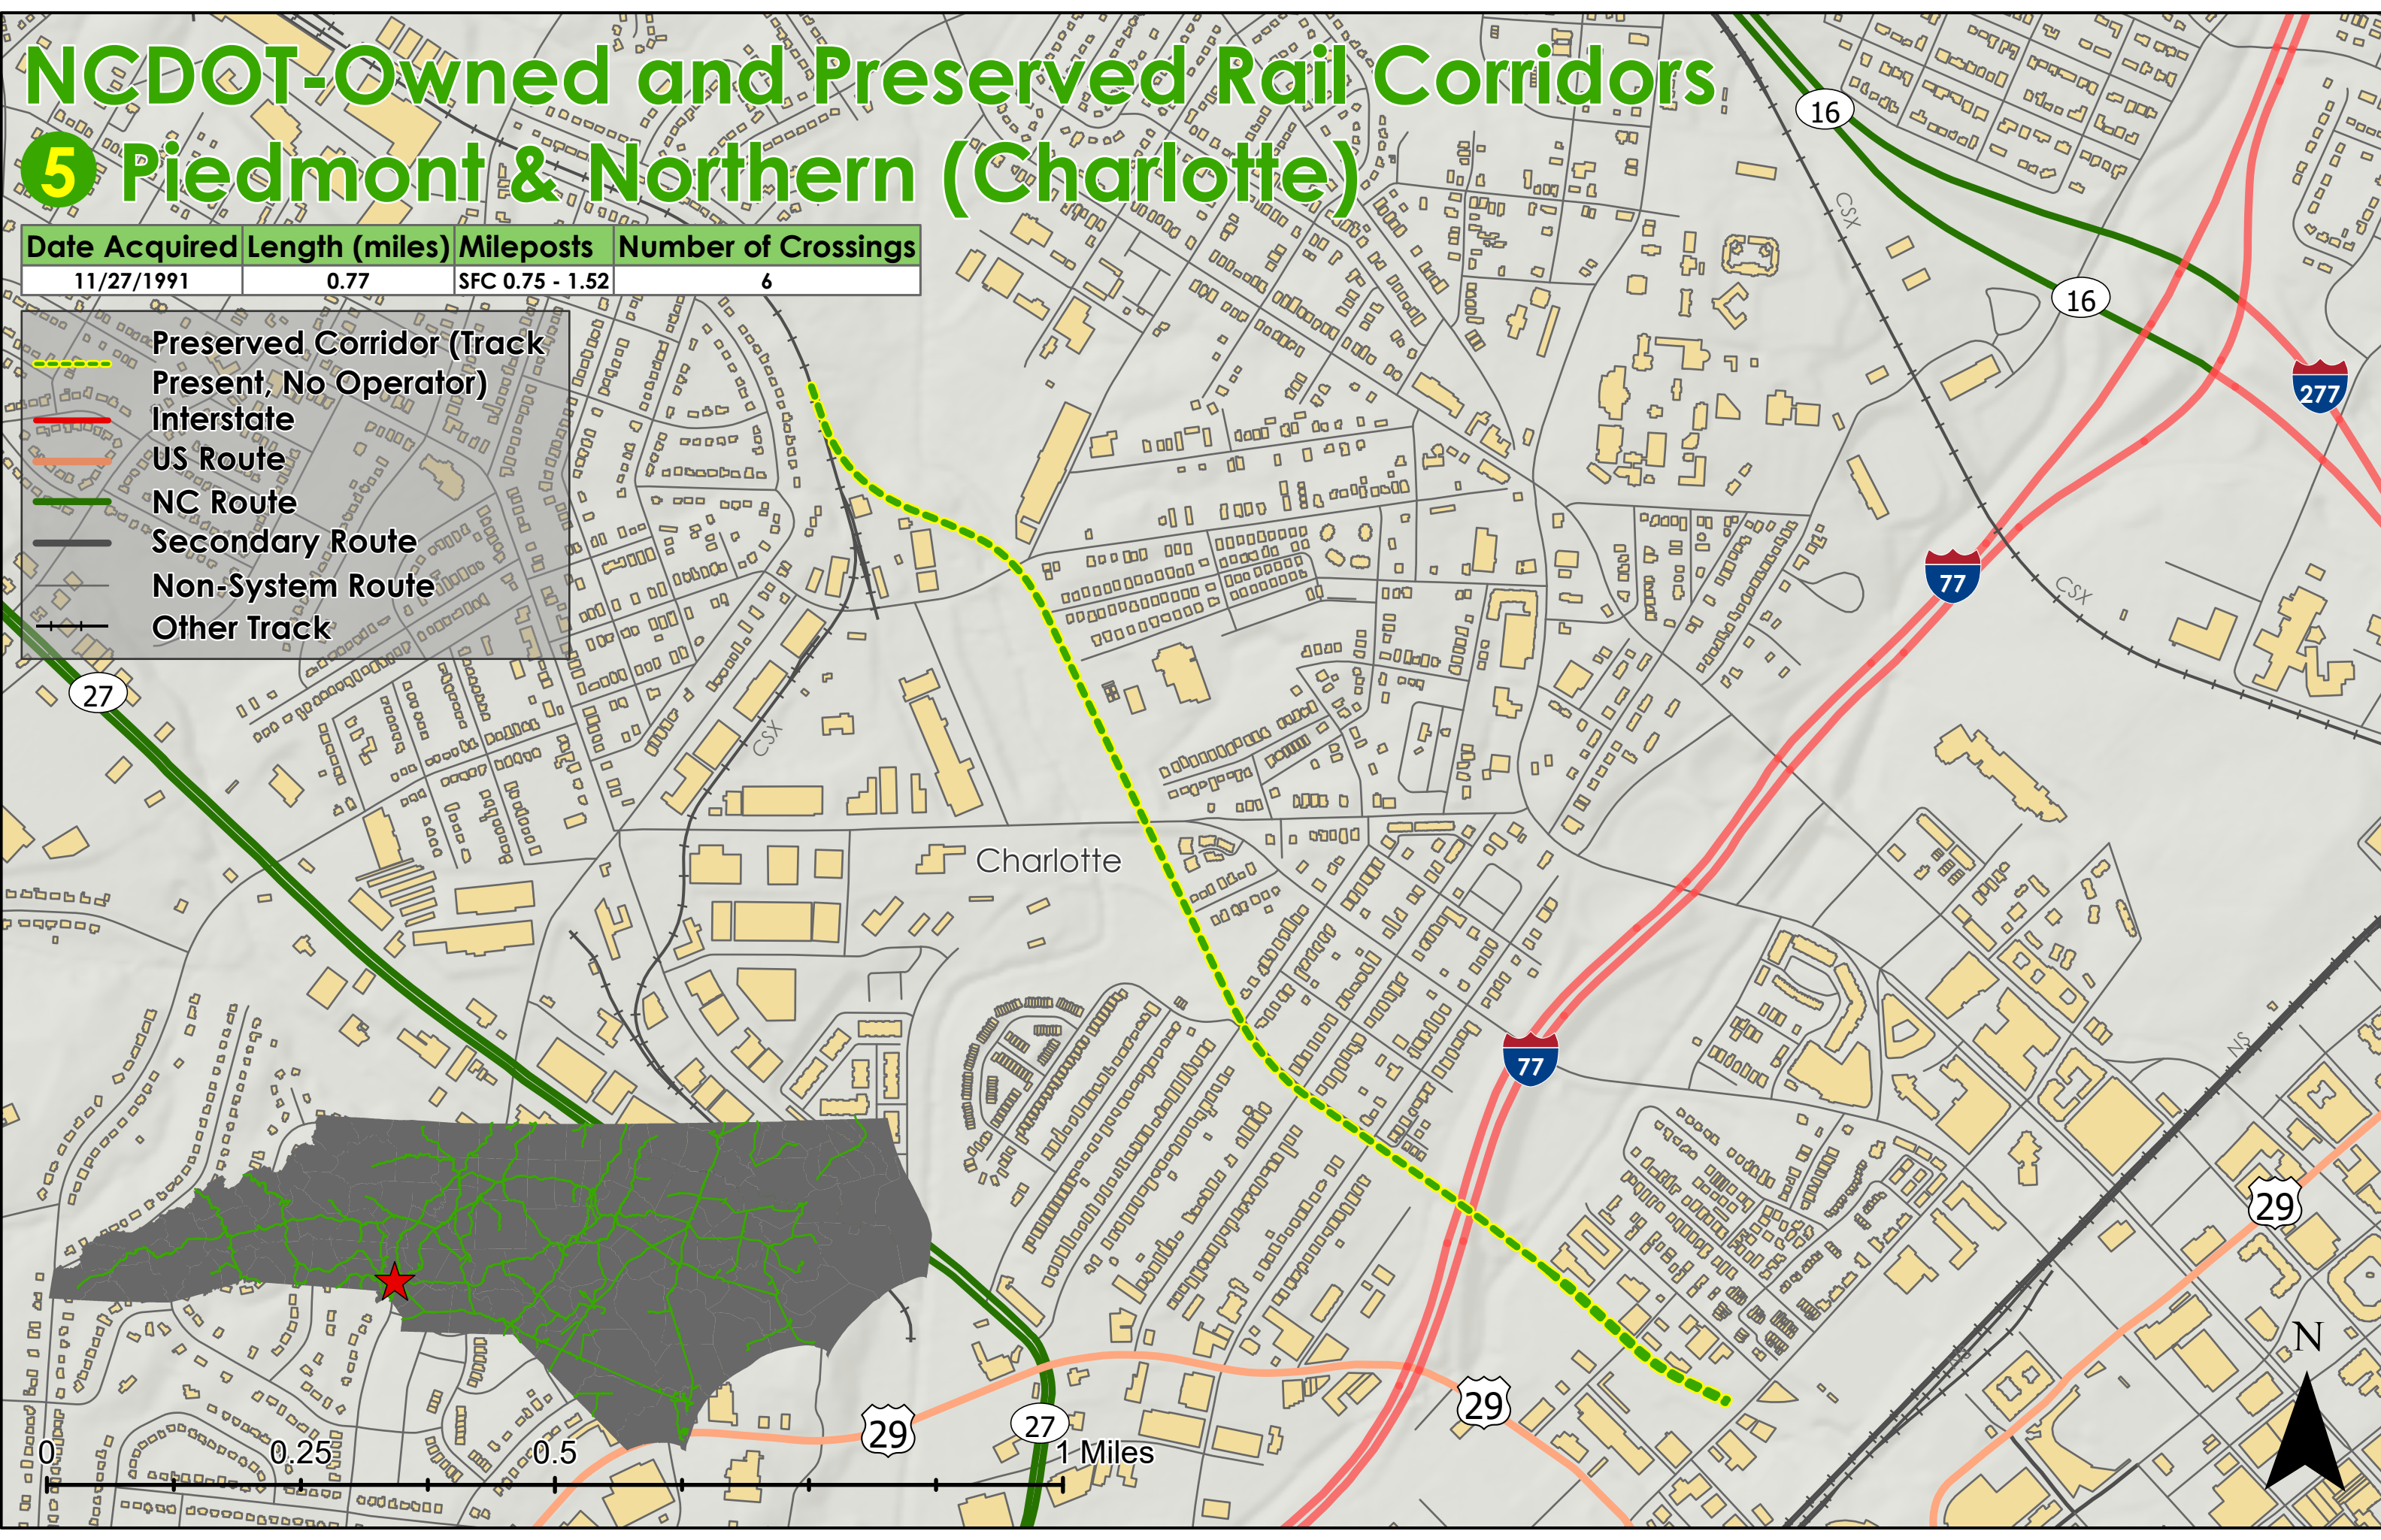 NCDOT-Owned and Preserved Rail Corridors
5 Piedmont & Northern (Charlotte)
Date Acquired Length (miles) Mileposts Number of Crossings
11/27/1991 0.77 SFC 0.75 - 1.52 6
Preserved Corridor (Track
Present, No Operator)
Interstate
US Route
NC Route
Secondary Route
Non-System Route
Other Track
16
CSX
16
277
77
CSX
27
CSX
Charlotte
77
NS
29
29
29
27
N
0 0.25 0.5 1 Miles